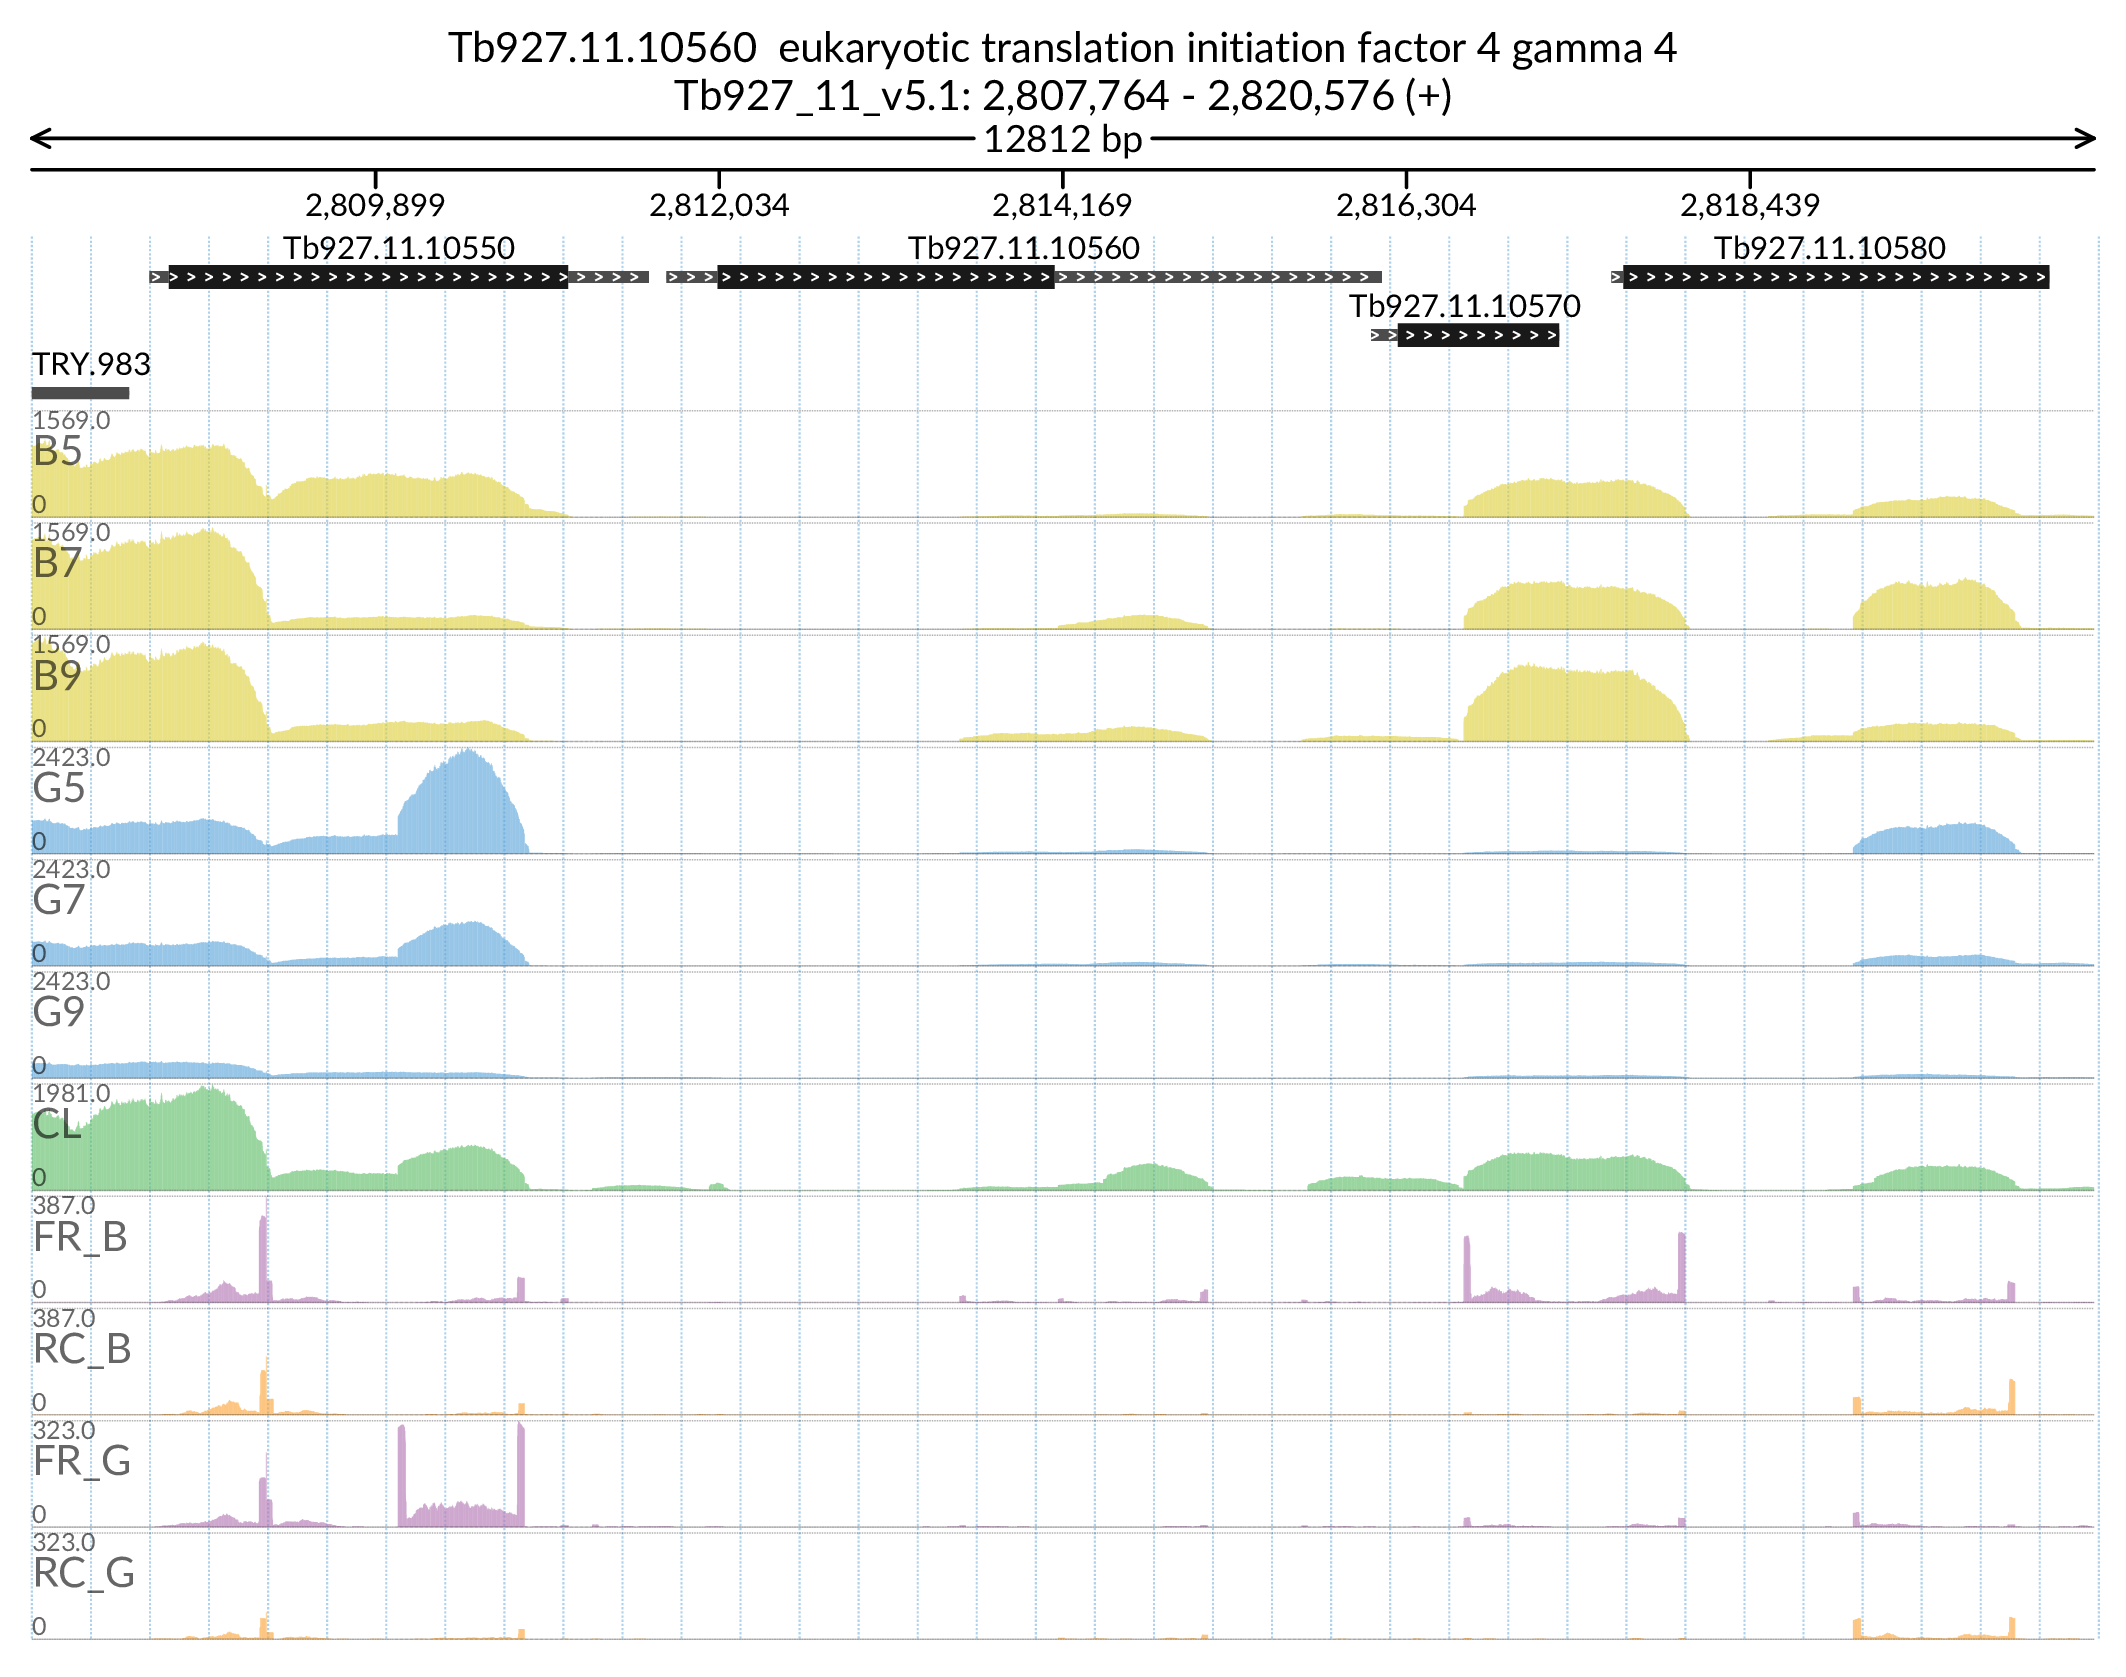 Tb927.11.10560 eukaryotic translation initiation factor 4 gamma 4
Tb927_11_v5.1: 2,807,764 - 2,820,576 (+)
12812 bp
2,809,899 2,812,034 2,814,169 2,816,304 2,818,439
Tb927.11.10550 Tb927.11.10560 Tb927.11.10580
Tb927.11.10570
TRY.983
1569.0
B5
0
1569.0
B7
0
1569.0
B9
0
2423.0
G5
0
2423.0
G7
0
2423.0
G9
0
1981.0
CL
0
387.0
FR_B
0
387.0
RC_B
0
323.0
FR_G
0
323.0
RC_G
0